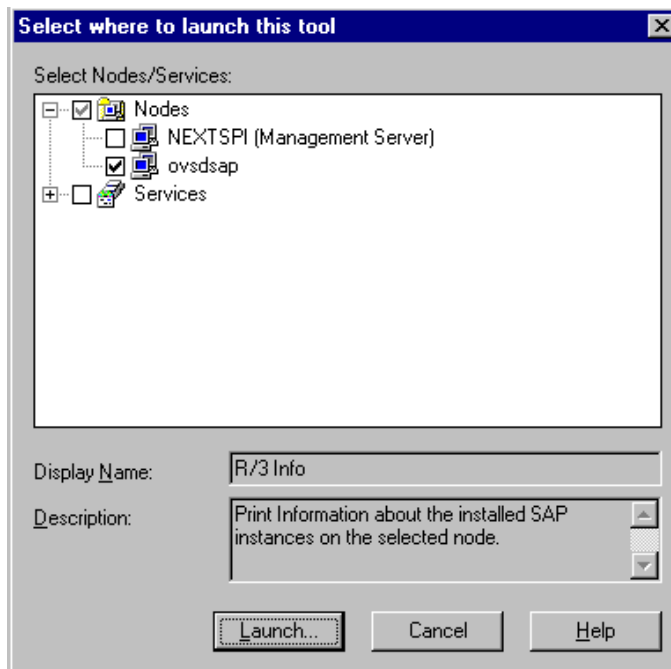 Select where to launch this tool
Select Nodes/Services:
Nodes
NEXTSPI (Management Server)
ovsdsap
Services
Display Name:
R/3 Info
Description:
Print Information about the installed SAP
instances on the selected node.
Launch...
Cancel
Help